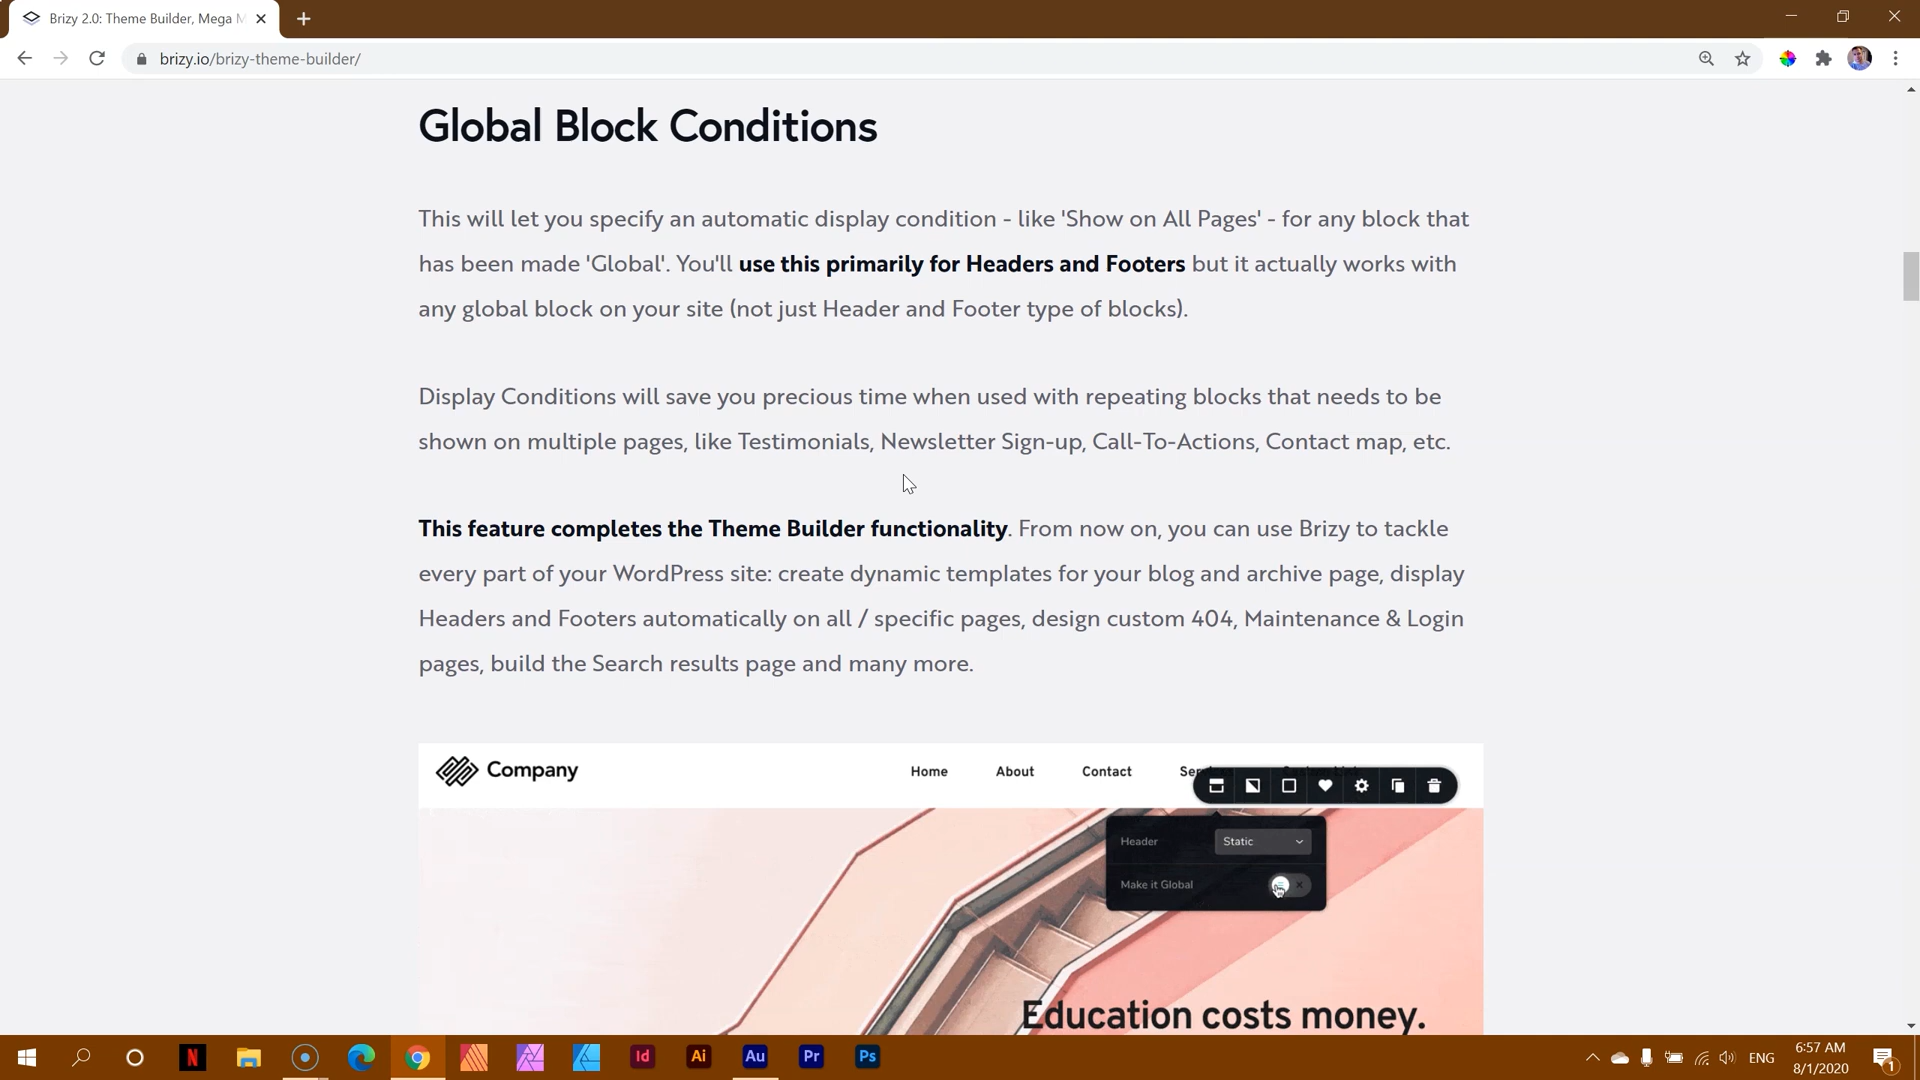 Brizy 2.0: Theme Builder, Mega M
brizy.io/brizy-theme-builder/
Global Block Conditions
This will let you specify an automatic display condition - like 'Show on All Pages' - for any block that
has been made 'Global'. You'll use this primarily for Headers and Footers but it actually works with
any global block on your site (not just Header and Footer type of blocks).
Display Conditions will save you precious time when used with repeating blocks that needs to be
shown on multiple pages, like Testimonials, Newsletter Sign-up, Call-To-Actions, Contact map, etc.
This feature completes the Theme Builder functionality. From now on, you can use Brizy to tackle
every part of your WordPress site: create dynamic templates for your blog and archive page, display
Headers and Footers automatically on all / specific pages, design custom 404, Maintenance & Login
pages, build the Search results page and many more.
Company Home About Contact
Header Static
Make it Global
Education costs money.
N Id Ai Au Pr Ps ENG 6:57 AM
8/1/2020 1